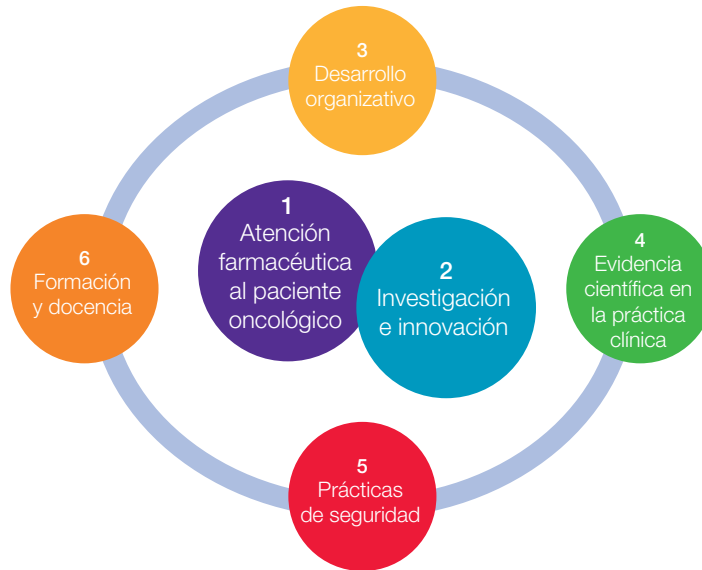 3
Desarrollo
organizativo
1
Atención
farmacéutica
al paciente
oncológico
2
Investigación
e innovación
4
Evidencia
científica en
la práctica
clínica
6
Formación
y docencia
5
Prácticas
de seguridad